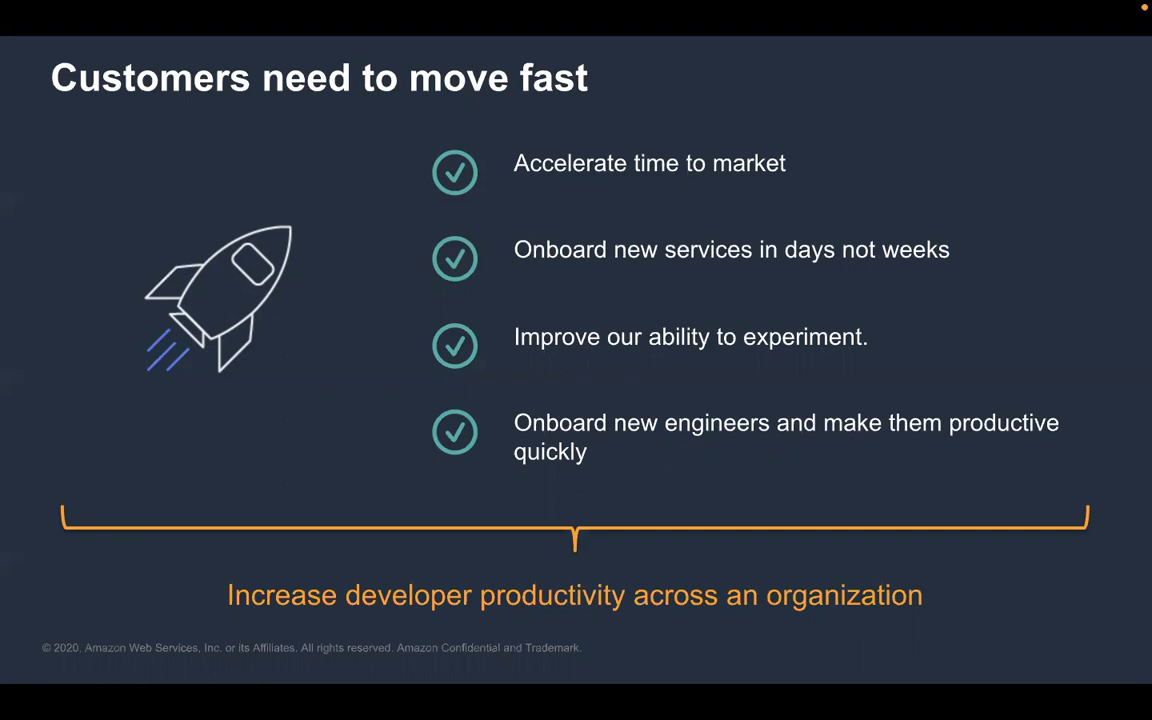 Customers need to move fast
Accelerate time to market
Onboard new services in days not weeks
Improve our ability to experiment.
Onboard new engineers and make them productive
quickly
Increase developer productivity across an organization
© 2020, Amazon Web Services, Inc. or its Affiliates. All rights reserved. Amazon Confidential and Trademark.